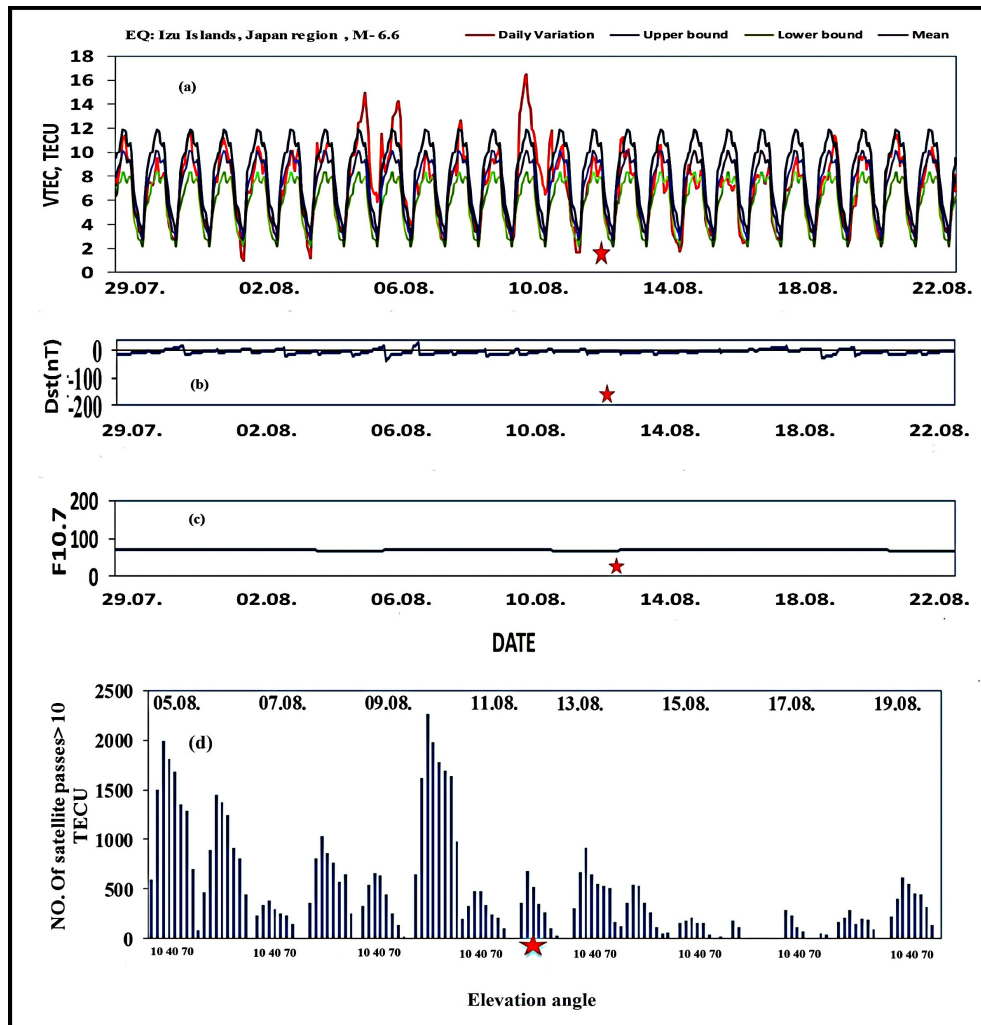 EQ: Izu Islands, Japan region , M- 6.6
Daily Variation Upper bound Lower bound Mean
(a)
VTEC, TECU
18
16
14
12
10
8
6
4
2
0
29.07. 02.08. 06.08. 10.08. 14.08. 18.08. 22.08.
Dst(nT)
0
-100
-200
(b)
29.07. 02.08. 06.08. 10.08. 14.08. 18.08. 22.08.
F10.7
200
100
0
(c)
29.07. 02.08. 06.08. 10.08. 14.08. 18.08. 22.08.
DATE
NO. Of satellite passes> 10
TECU
2500
2000
1500
1000
500
0
05.08. 07.08. 09.08. 11.08. 13.08. 15.08. 17.08. 19.08.
(d)
10 40 70 10 40 70 10 40 70 10 40 70 10 40 70 10 40 70 10 40 70 10 40 70
Elevation angle